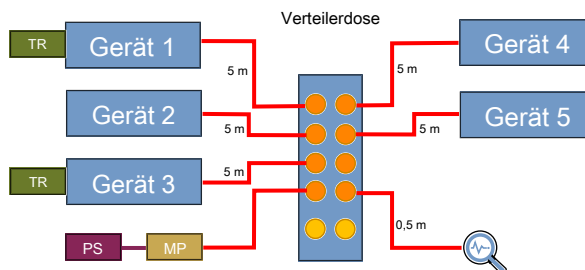 Verteilerdose
TR
Gerät 1
5 m
Gerät 2
5 m
TR
Gerät 3
5 m
PS
MP
Gerät 4
5 m
Gerät 5
5 m
0,5 m